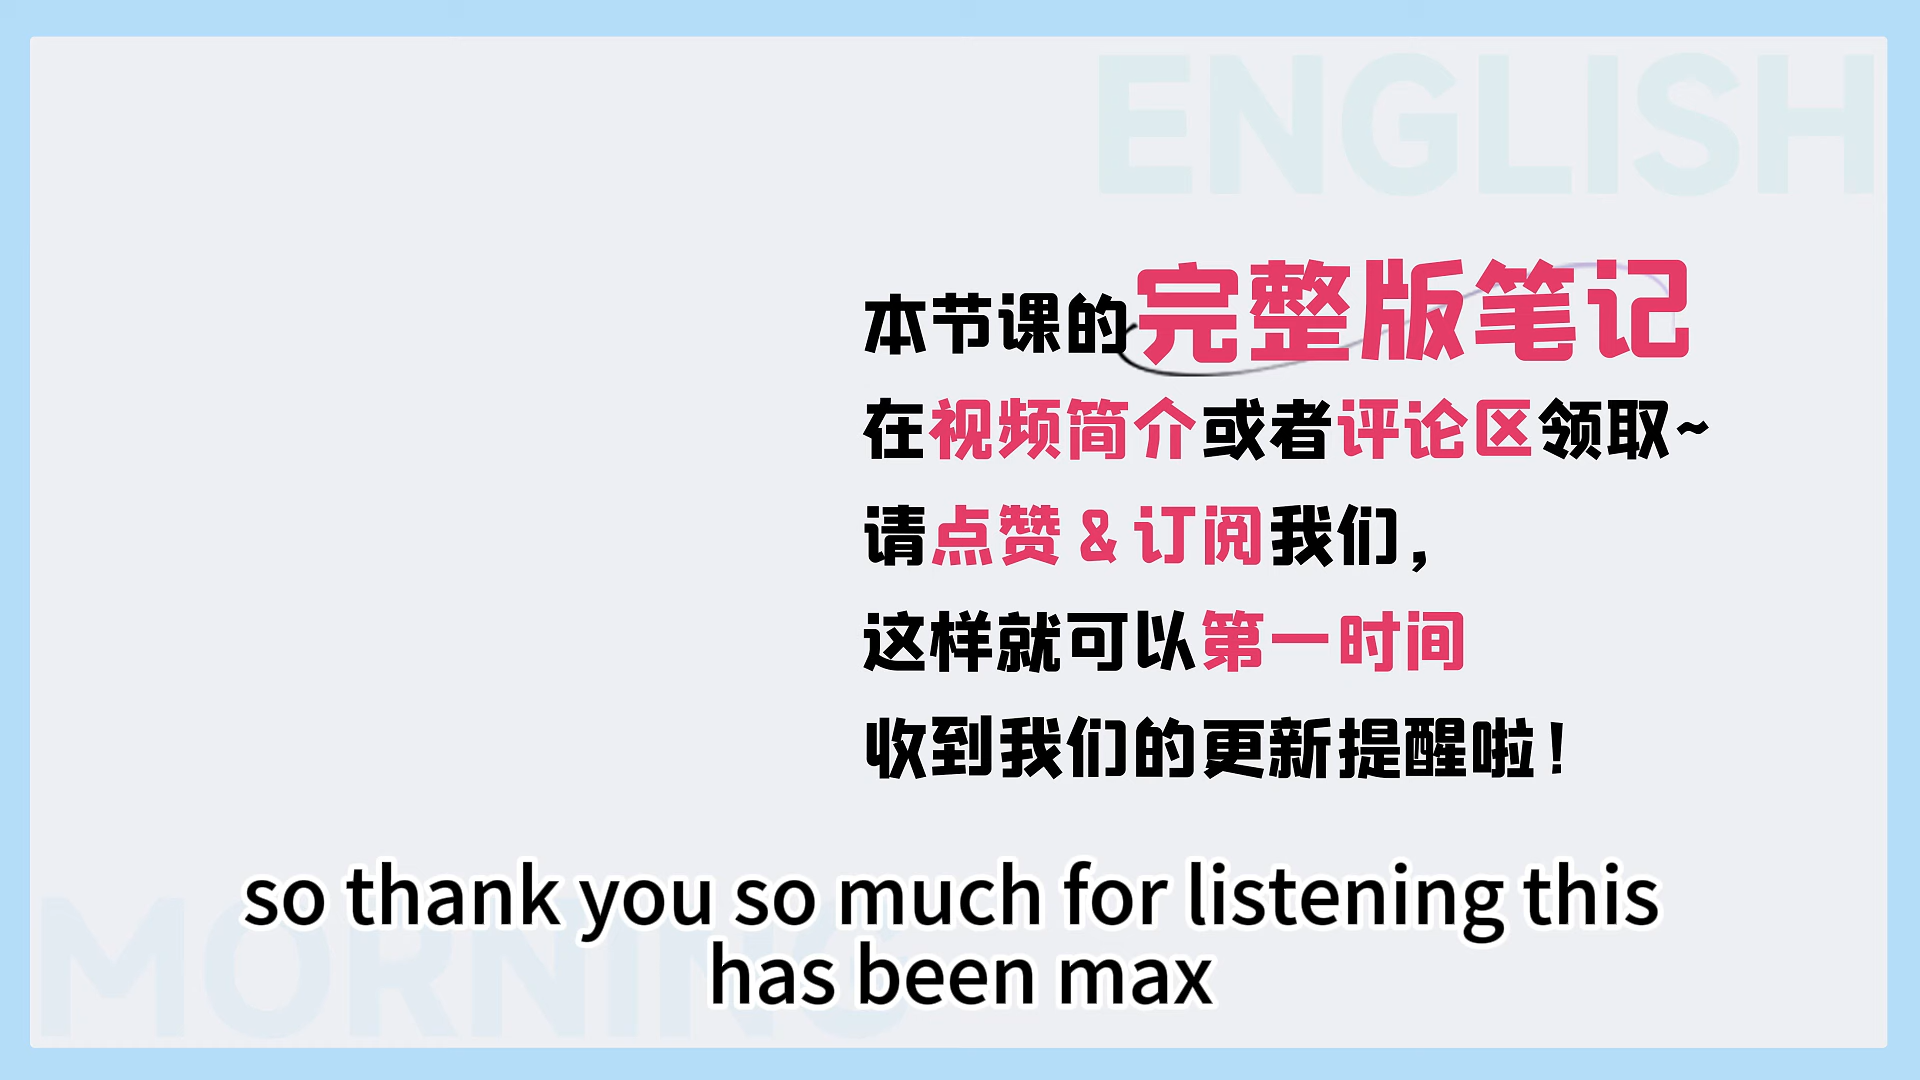 ENGLISH
本节课的完整版笔记
在视频简介或者评论区领取~
请点赞&订阅我们，
这样就可以第一时间
收到我们的更新提醒啦！
MORNING
so thank you so much for listening this
has been max